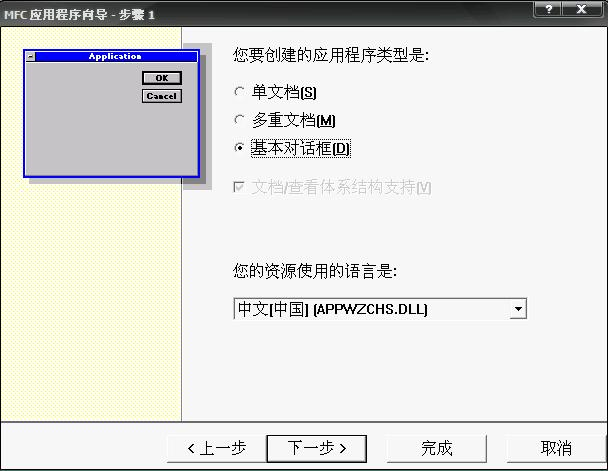 MFC 应用程序向导 - 步骤 1
? X
Application
OK
Cancel
您要创建的应用程序类型是:
单文档(S)
多重文档(M)
基本对话框(D)
文档/查看体系结构支持(V)
您的资源使用的语言是:
中文[中国] (APPWZCHS.DLL)
< 上一步 下一步 > 完成 取消